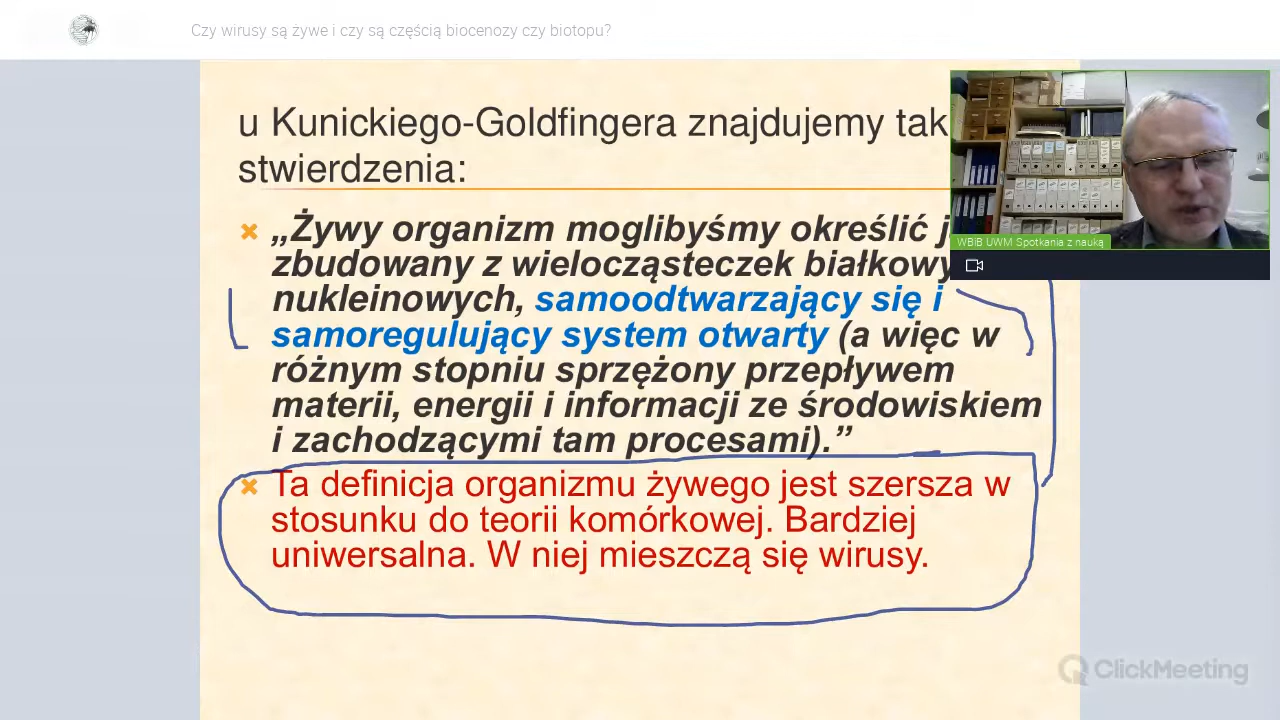 Czy wirusy są żywe i czy są częścią biocenozy czy biotopu?
u Kunickiego-Goldfingera znajdujemy tak
stwierdzenia:
„Żywy organizm moglibyśmy określić j
zbudowany z wielocząsteczek białkowy
nukleinowych, samoodtwarzający się i
samoregulujący system otwarty (a więc w
różnym stopniu sprzężony przepływem
materii, energii i informacji ze środowiskiem
i zachodzącymi tam procesami).”
Ta definicja organizmu żywego jest szersza w
stosunku do teorii komórkowej. Bardziej
uniwersalna. W niej mieszczą się wirusy.
WBiB UWM Spotkania z nauką
ClickMeeting